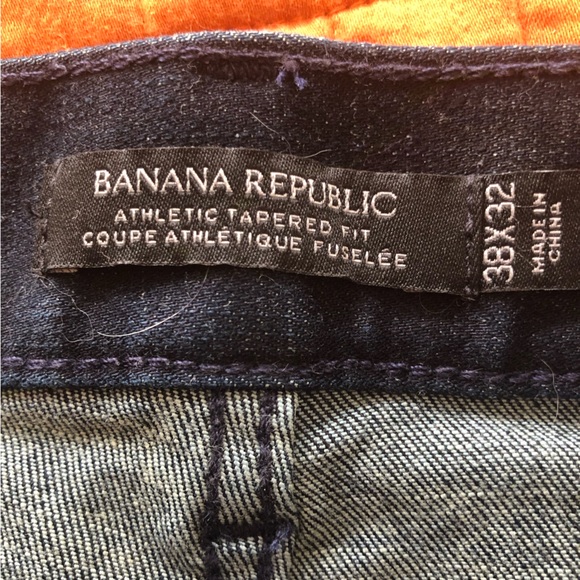 BANANA REPUBLIC
ATHLETIC TAPERED FIT
COUPE ATHLÉTIQUE FUSELÉE
38X32
MADE IN
CHINA